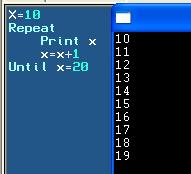 X=10
Repeat
Print x
x=x+1
Until x=20
10
11
12
13
14
15
16
17
18
19